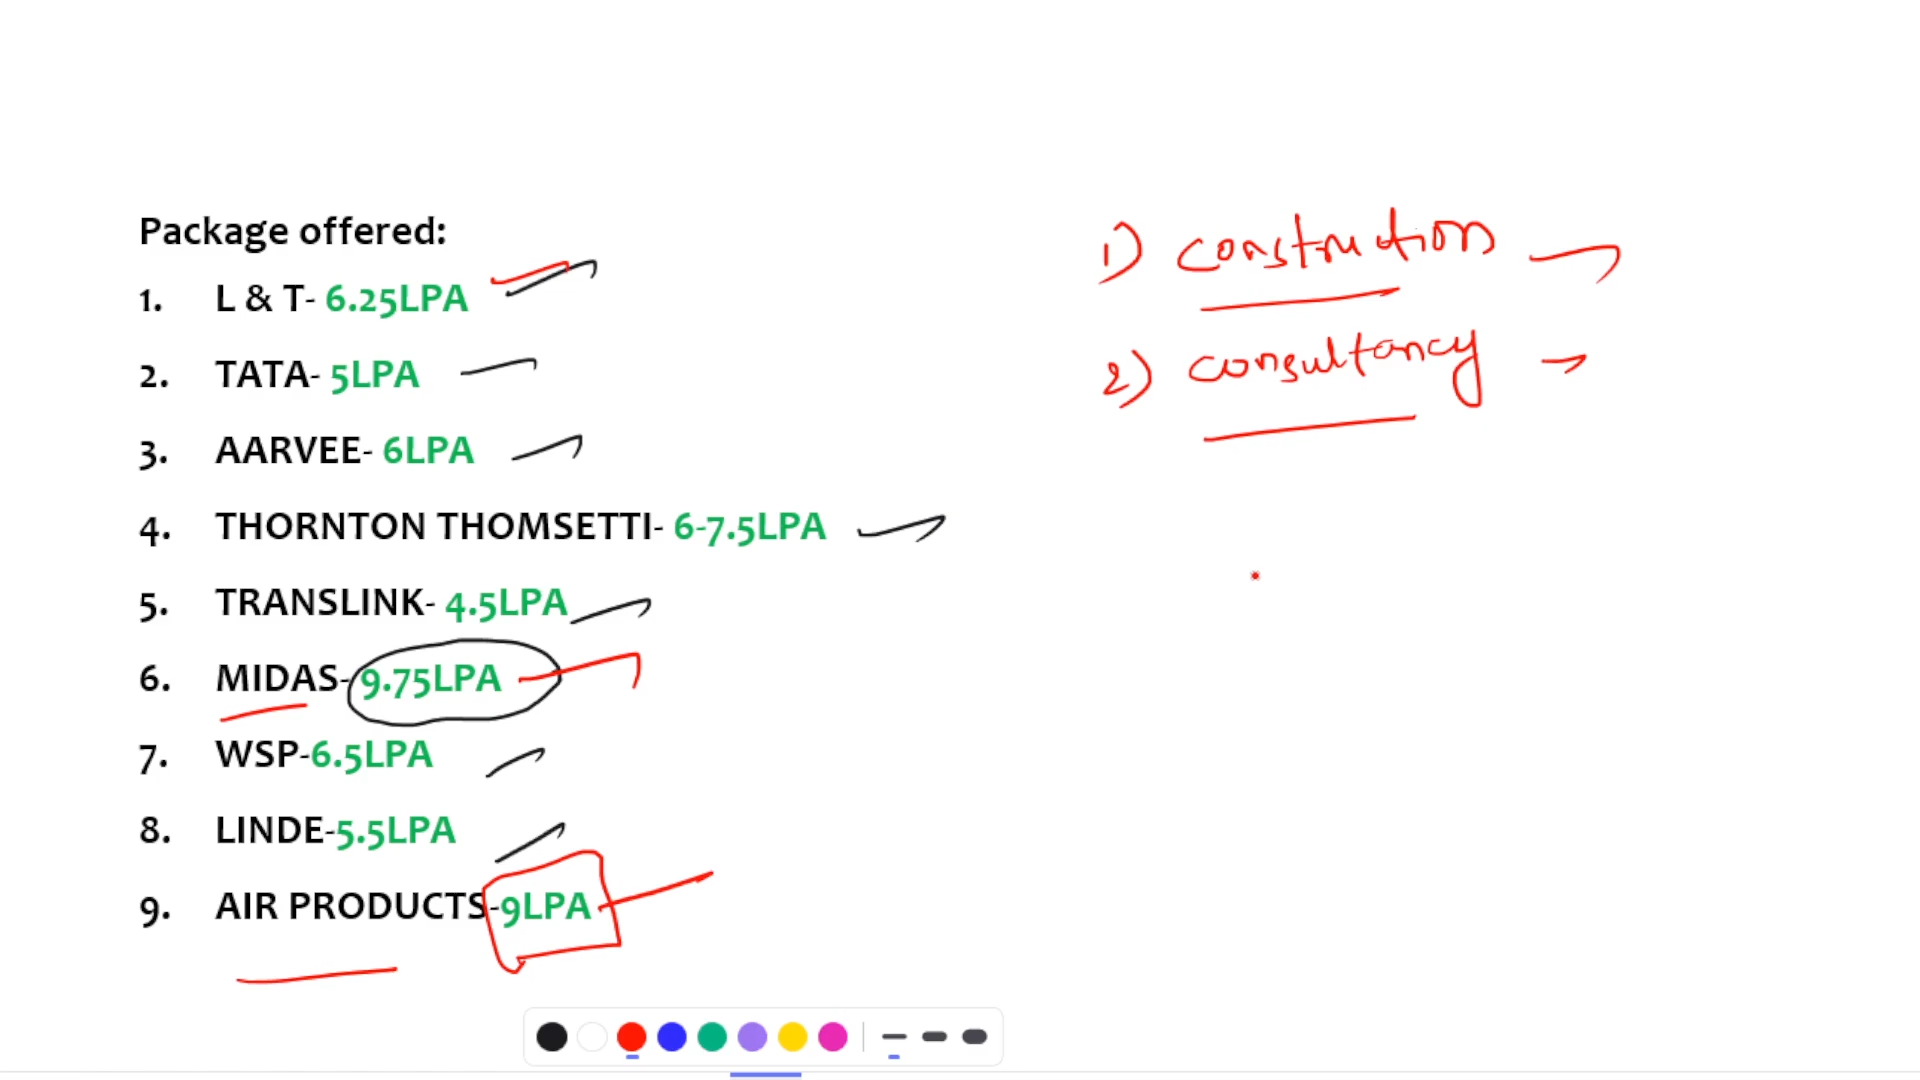 Package offered:
1. L & T- 6.25LPA
2. TATA- 5LPA
3. AARVEE- 6LPA
4. THORNTON THOMSETTI- 6-7.5LPA
5. TRANSLINK- 4.5LPA
6. MIDAS- 9.75LPA
7. WSP-6.5LPA
8. LINDE-5.5LPA
9. AIR PRODUCTS-9LPA
1) construction
2) consultancy